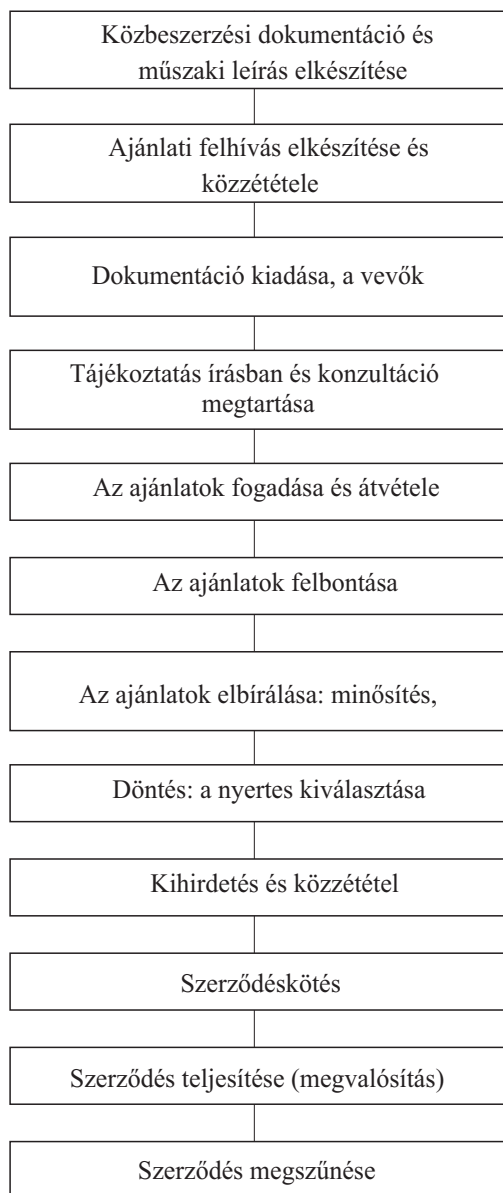 Közbeszerzési dokumentáció és
műszaki leírás elkészítése
Ajánlati felhívás elkészítése és
közzététele
Dokumentáció kiadása, a vevők
Tájékoztatás írásban és konzultáció
megtartása
Az ajánlatok fogadása és átvétele
Az ajánlatok felbontása
Az ajánlatok elbírálása: minősítés,
Döntés: a nyertes kiválasztása
Kihirdetés és közzététel
Szerződéskötés
Szerződés teljesítése (megvalósítás)
Szerződés megszűnése